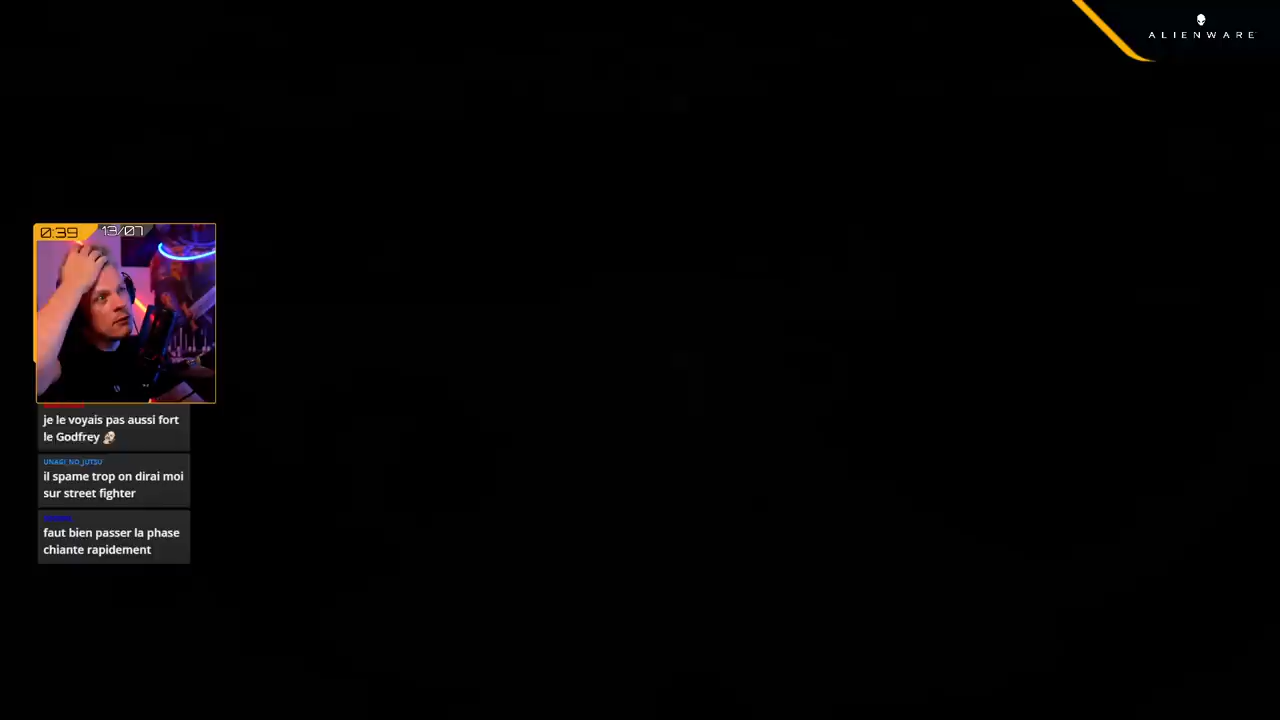 ALIENWARE
0:39
13/07
je le voyais pas aussi fort
le Godfrey
UNAGI_NO_JUTSU
il spame trop on dirai moi
sur street fighter
faut bien passer la phase
chiante rapidement